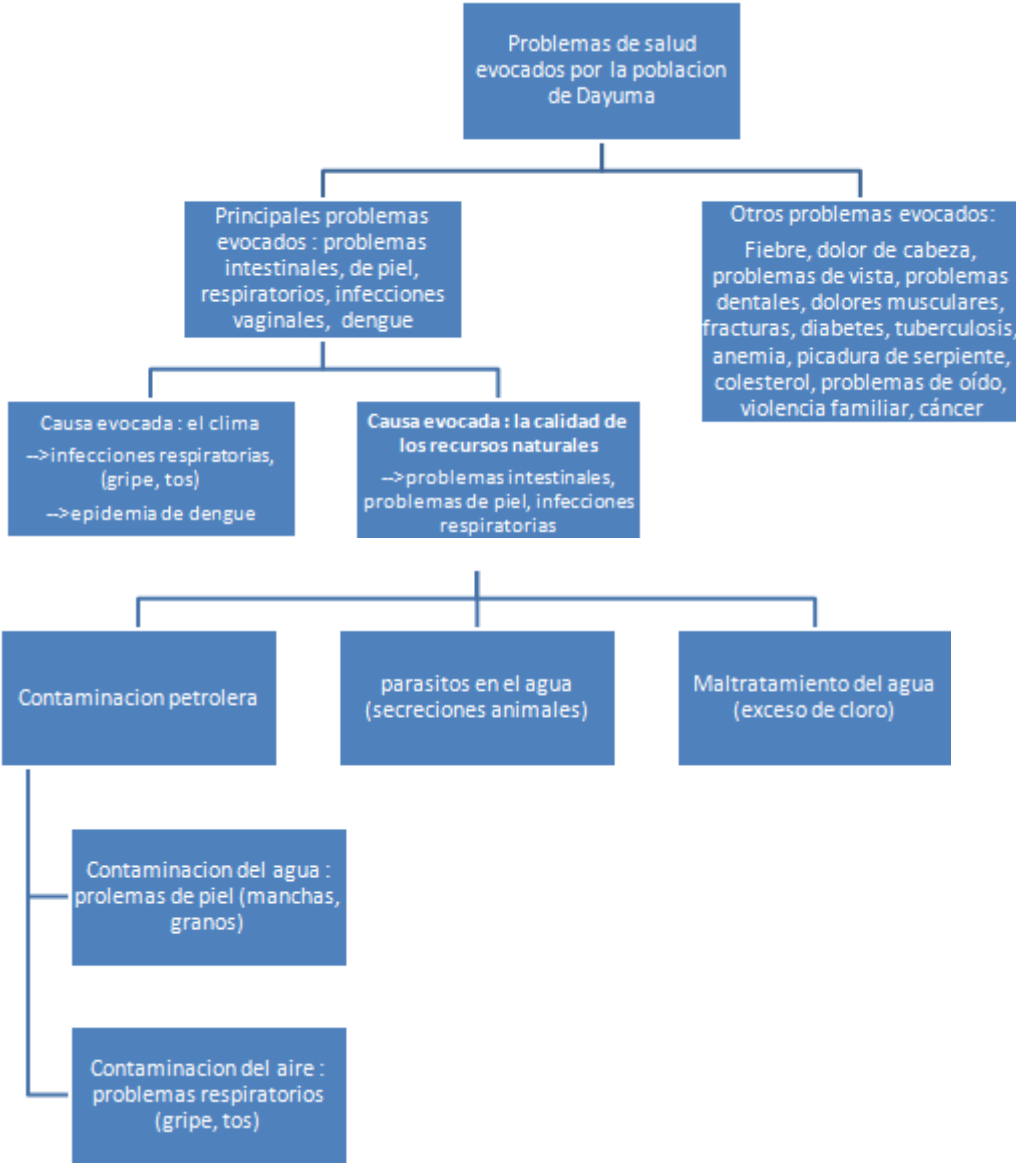 Problemas de salud
evocados por la poblacion
de Dayuma
Principales problemas
evocados : problemas
intestinales, de piel,
respiratorios, infecciones
vaginales, dengue
Otros problemas evocados:
Fiebre, dolor de cabeza,
problemas de vista, problemas
dentales, dolores musculares,
fracturas, diabetes, tuberculosis,
anemia, picadura de serpiente,
colesterol, problemas de oído,
violencia familiar, cáncer
Causa evocada : el clima
-->infecciones respiratorias,
(gripe, tos)
-->epidemia de dengue
Causa evocada : la calidad de
los recursos naturales
-->problemas intestinales,
problemas de piel, infecciones
respiratorias
Contaminacion petrolera
parasitos en el agua
(secreciones animales)
Maltratamiento del agua
(exceso de cloro)
Contaminacion del agua :
prolemas de piel (manchas,
granos)
Contaminacion del aire :
problemas respiratorios
(gripe, tos)